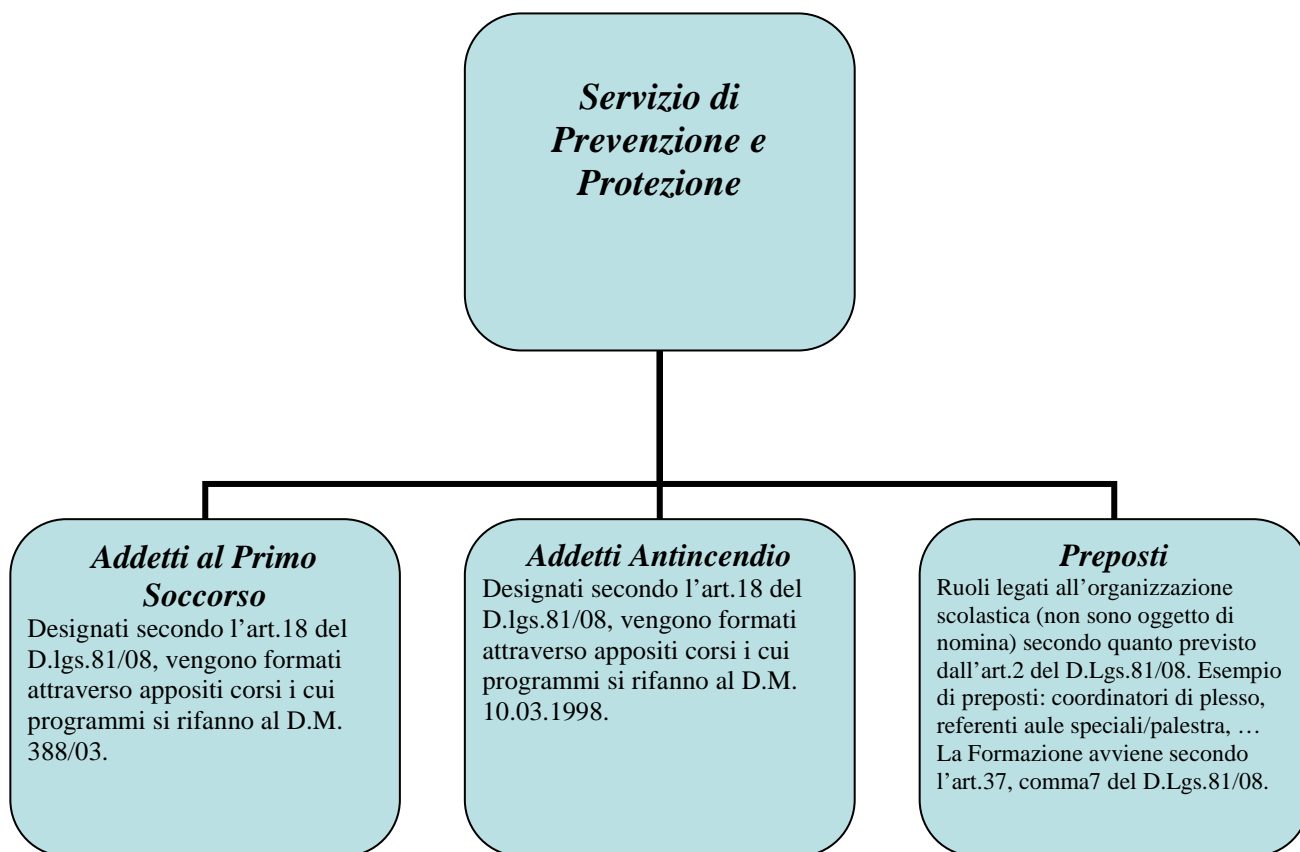 Servizio di
Prevenzione e
Protezione
Addetti al Primo
Soccorso
Designati secondo l’art.18 del
D.lgs.81/08, vengono formati
attraverso appositi corsi i cui
programmi si rifanno al D.M.
388/03.
Addetti Antincendio
Designati secondo l’art.18 del
D.lgs.81/08, vengono formati
attraverso appositi corsi i cui
programmi si rifanno al D.M.
10.03.1998.
Preposti
Ruoli legati all’organizzazione
scolastica (non sono oggetto di
nomina) secondo quanto previsto
dall’art.2 del D.Lgs.81/08. Esempio
di preposti: coordinatori di plesso,
referenti aule speciali/palestra, …
La Formazione avviene secondo
l’art.37, comma7 del D.Lgs.81/08.